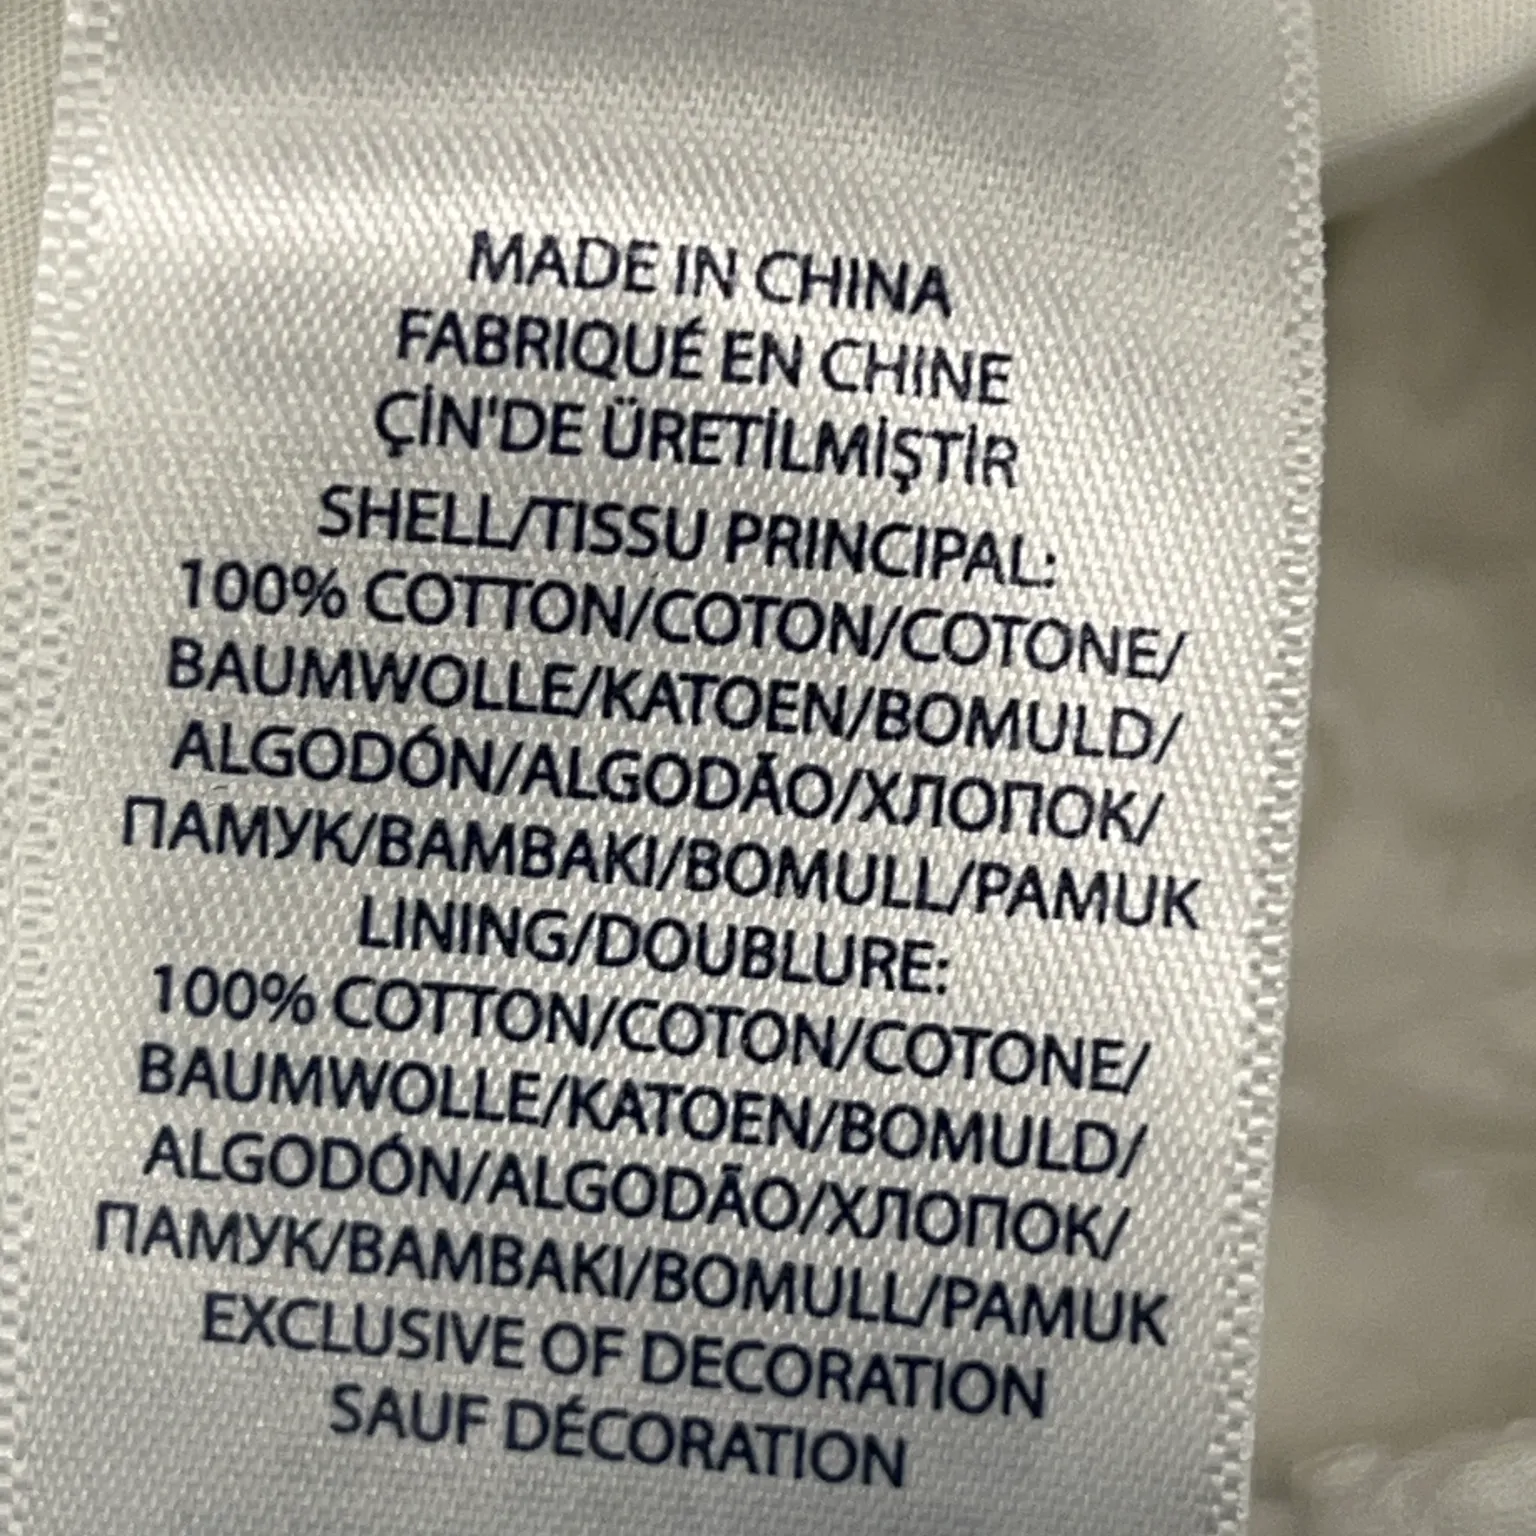 MADE IN CHINA
FABRIQUÉ EN CHINE
ÇİN'DE ÜRETİLMİŞTİR
SHELL/TISSU PRINCIPAL:
100% COTTON/COTON/COTONE/
BAUMWOLLE/KATOEN/BOMULD/
ALGODÓN/ALGODÃO/ХЛОПОК/
ПАМУК/BAMBAKI/BOMULL/PAMUK
LINING/DOUBLURE:
100% COTTON/COTON/COTONE/
BAUMWOLLE/KATOEN/BOMULD/
ALGODÓN/ALGODÃO/ХЛОПОК/
ПАМУК/BAMBAKI/BOMULL/PAMUK
EXCLUSIVE OF DECORATION
SAUF DÉCORATION